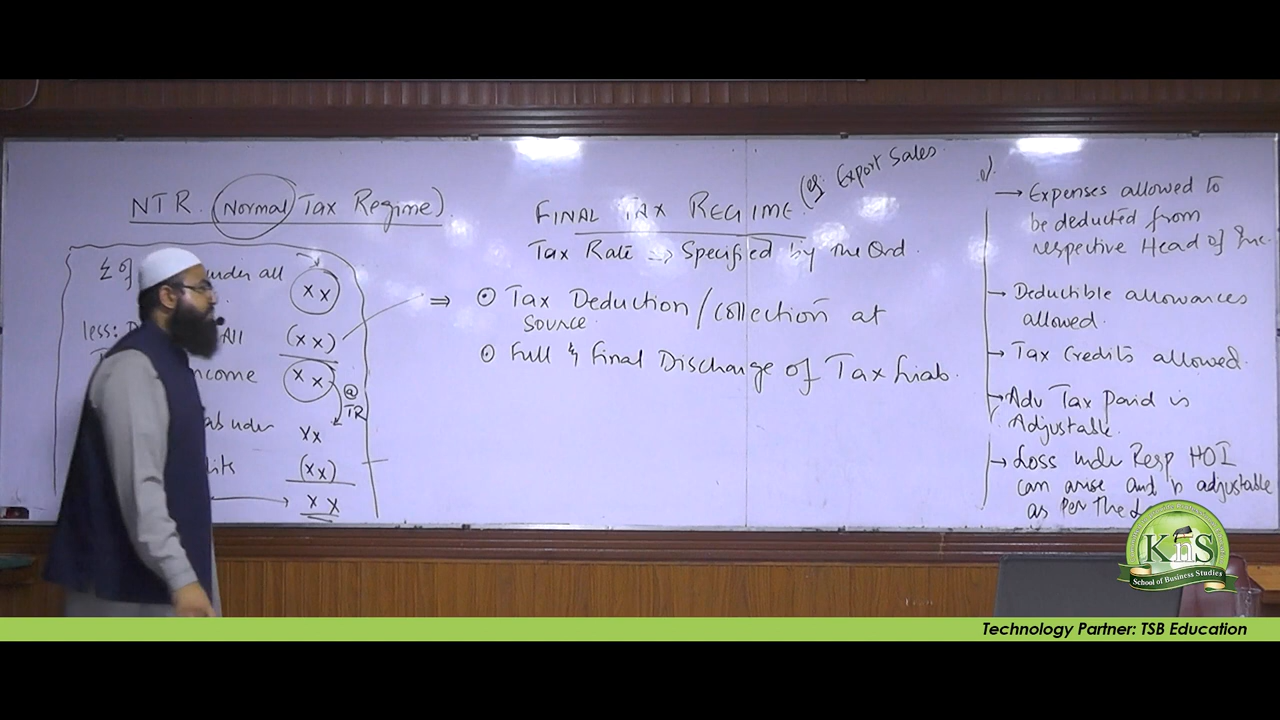 NTR. (Normal Tax Regime).
Σ of under all
xx
less: All
(xx)
Income
xx
@
TR
under
xx
(xx)
xx
FINAL TAX REGIME. (eg: Export Sales
Tax Rate → Specified by the Ord.
⇒ ⊙ Tax Deduction/Collection at
source.
⊙ Full & Final Discharge of Tax Liab.
→ Expenses allowed to
be deducted from
respective Head of Inc.
→ Deductible allowances
allowed.
→ Tax Credits allowed.
→ Adv Tax paid is
Adjustable.
→ Loss under Resp HOI
can arise and is adjustable
as per the
KnS
School of Business Studies
Technology Partner: TSB Education